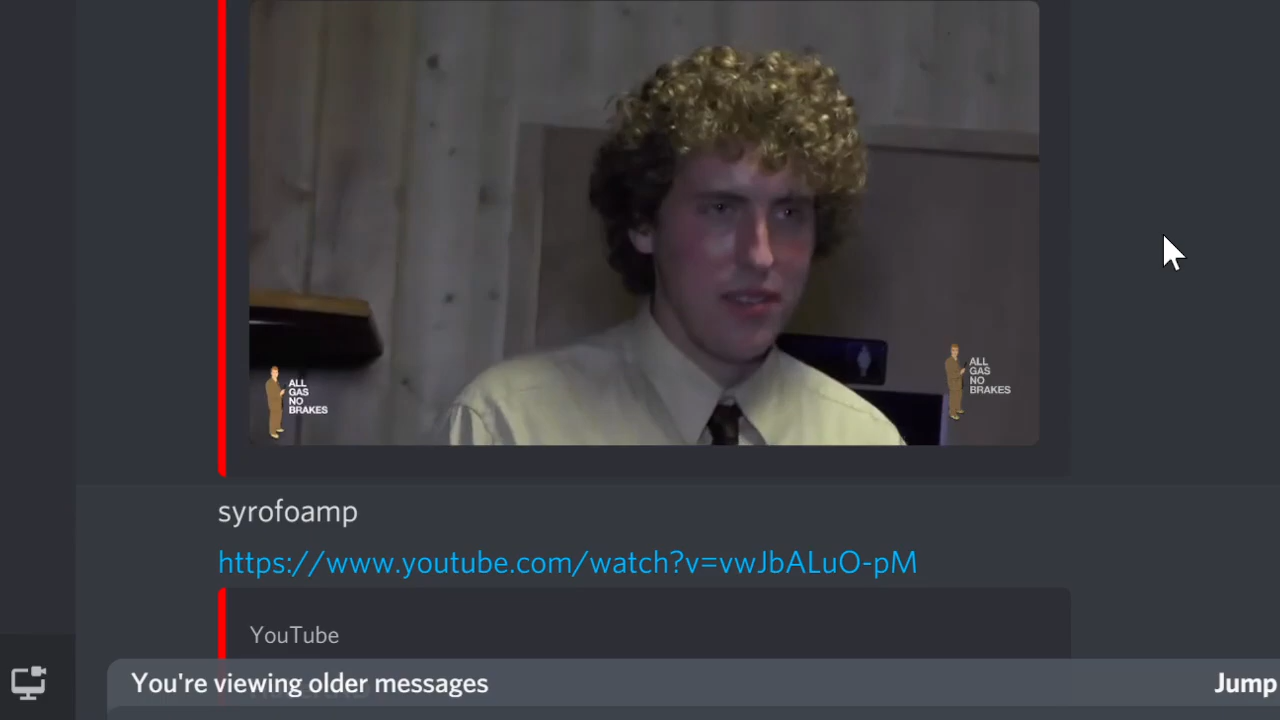 ALL
GAS
NO
BRAKES
ALL
GAS
NO
BRAKES
syrofoamp
https://www.youtube.com/watch?v=vwJbALuO-pM
YouTube
You're viewing older messages
Jump